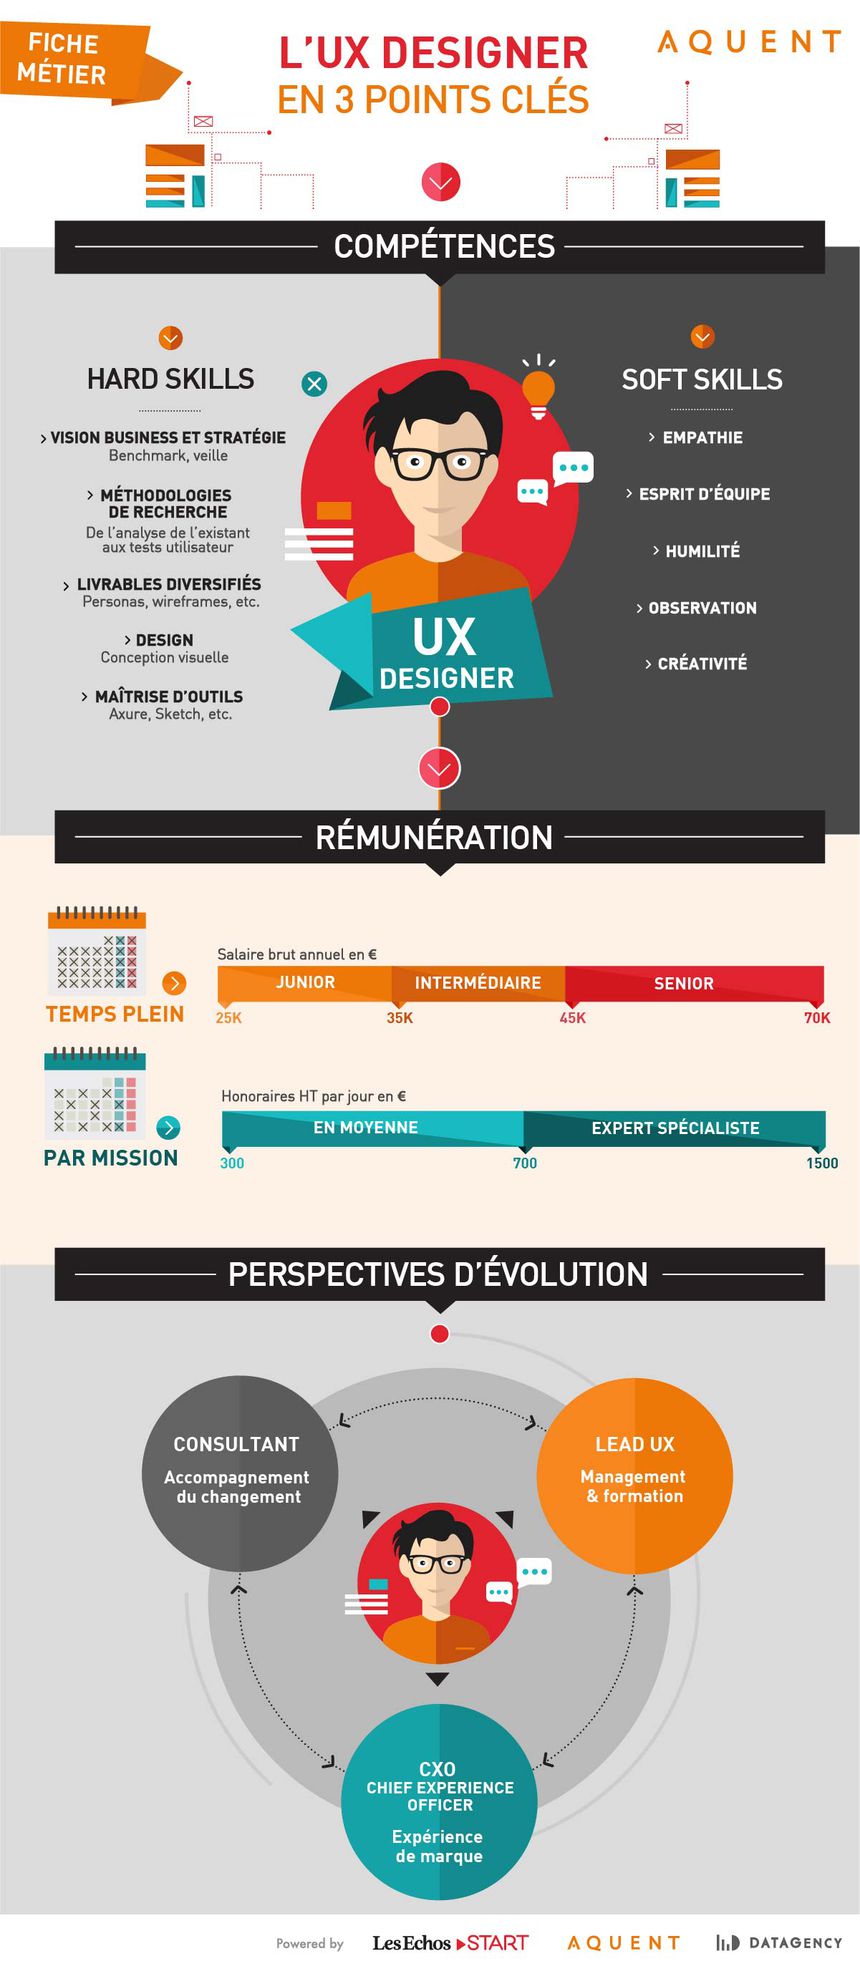 FICHE
MÉTIER
L'UX DESIGNER
EN 3 POINTS CLÉS
AQUENT
COMPÉTENCES
HARD SKILLS
> VISION BUSINESS ET STRATÉGIE
Benchmark, veille
> MÉTHODOLOGIES
DE RECHERCHE
De l'analyse de l'existant
aux tests utilisateur
> LIVRABLES DIVERSIFIÉS
Personas, wireframes, etc.
> DESIGN
Conception visuelle
> MAÎTRISE D'OUTILS
Axure, Sketch, etc.
UX
DESIGNER
SOFT SKILLS
> EMPATHIE
> ESPRIT D'ÉQUIPE
> HUMILITÉ
> OBSERVATION
> CRÉATIVITÉ
RÉMUNÉRATION
TEMPS PLEIN
Salaire brut annuel en €
JUNIOR INTERMÉDIAIRE SENIOR
25K 35K 45K 70K
PAR MISSION
Honoraires HT par jour en €
EN MOYENNE EXPERT SPÉCIALISTE
300 700 1500
PERSPECTIVES D'ÉVOLUTION
CONSULTANT
Accompagnement
du changement
LEAD UX
Management
& formation
CXO
CHIEF EXPERIENCE
OFFICER
Expérience
de marque
Powered by LesEchos START AQUENT DATAGENCY